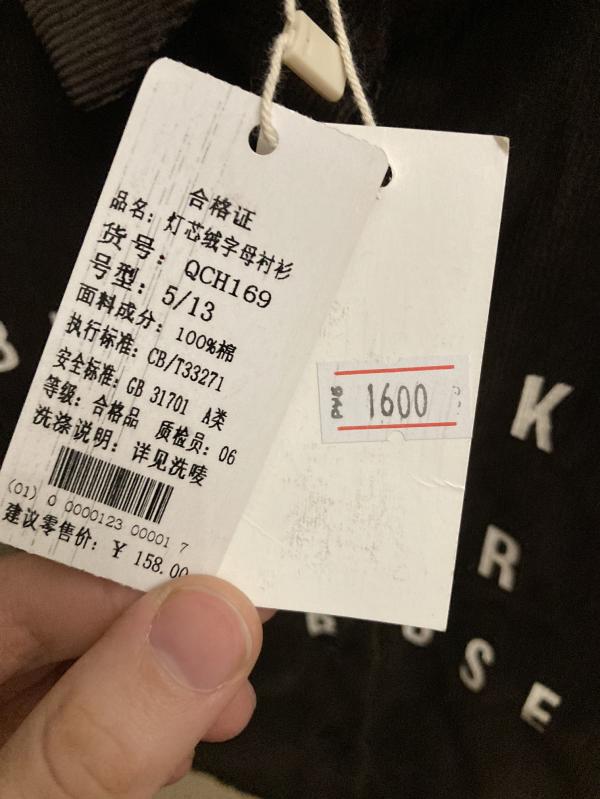 合格证
品名: 灯芯绒字母衬衫
货号: QCH169
号型: 5/13
面料成分: 100%棉
执行标准: CB/T33271
安全标准: GB 31701 A类
等级: 合格品 质检员: 06
洗涤说明: 详见洗唛
(01) 0 0000123 00001 7
建议零售价: ¥ 158.00
1600
K
R
S
E